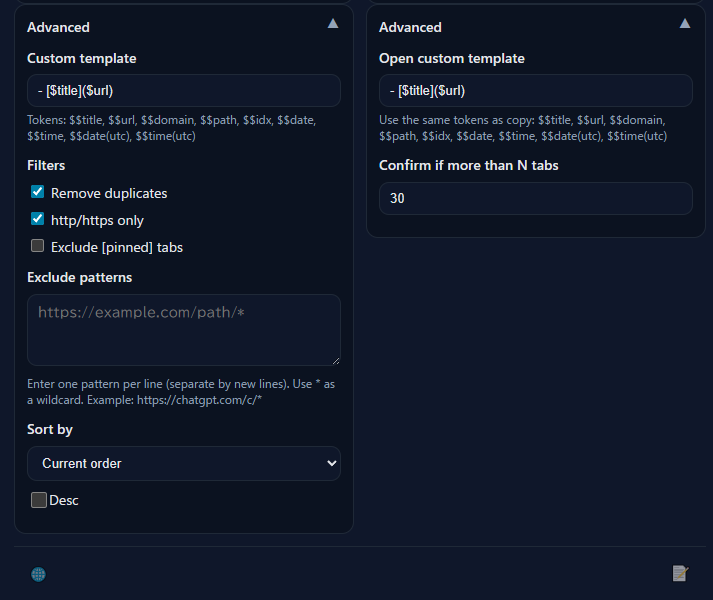 Advanced
Custom template
- [$title]($url)
Tokens: $$title, $$url, $$domain, $$path, $$idx, $$date,
$$time, $$date(utc), $$time(utc)
Filters
Remove duplicates
http/https only
Exclude [pinned] tabs
Exclude patterns
https://example.com/path/*
Enter one pattern per line (separate by new lines). Use * as
a wildcard. Example: https://chatgpt.com/c/*
Sort by
Current order
Desc
Advanced
Open custom template
- [$title]($url)
Use the same tokens as copy: $$title, $$url, $$domain,
$$path, $$idx, $$date, $$time, $$date(utc), $$time(utc)
Confirm if more than N tabs
30